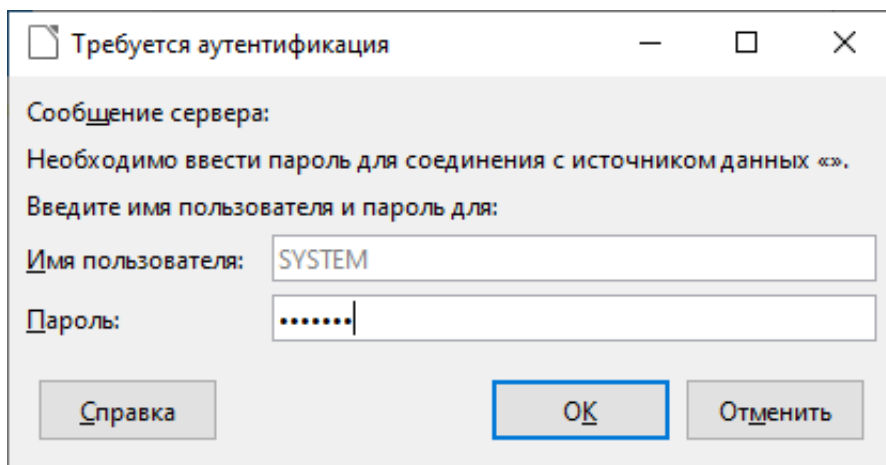 Требуется аутентификация
Сообщение сервера:
Необходимо ввести пароль для соединения с источником данных «».
Введите имя пользователя и пароль для:
Имя пользователя: SYSTEM
Пароль: •••••••
Справка ОК Отменить